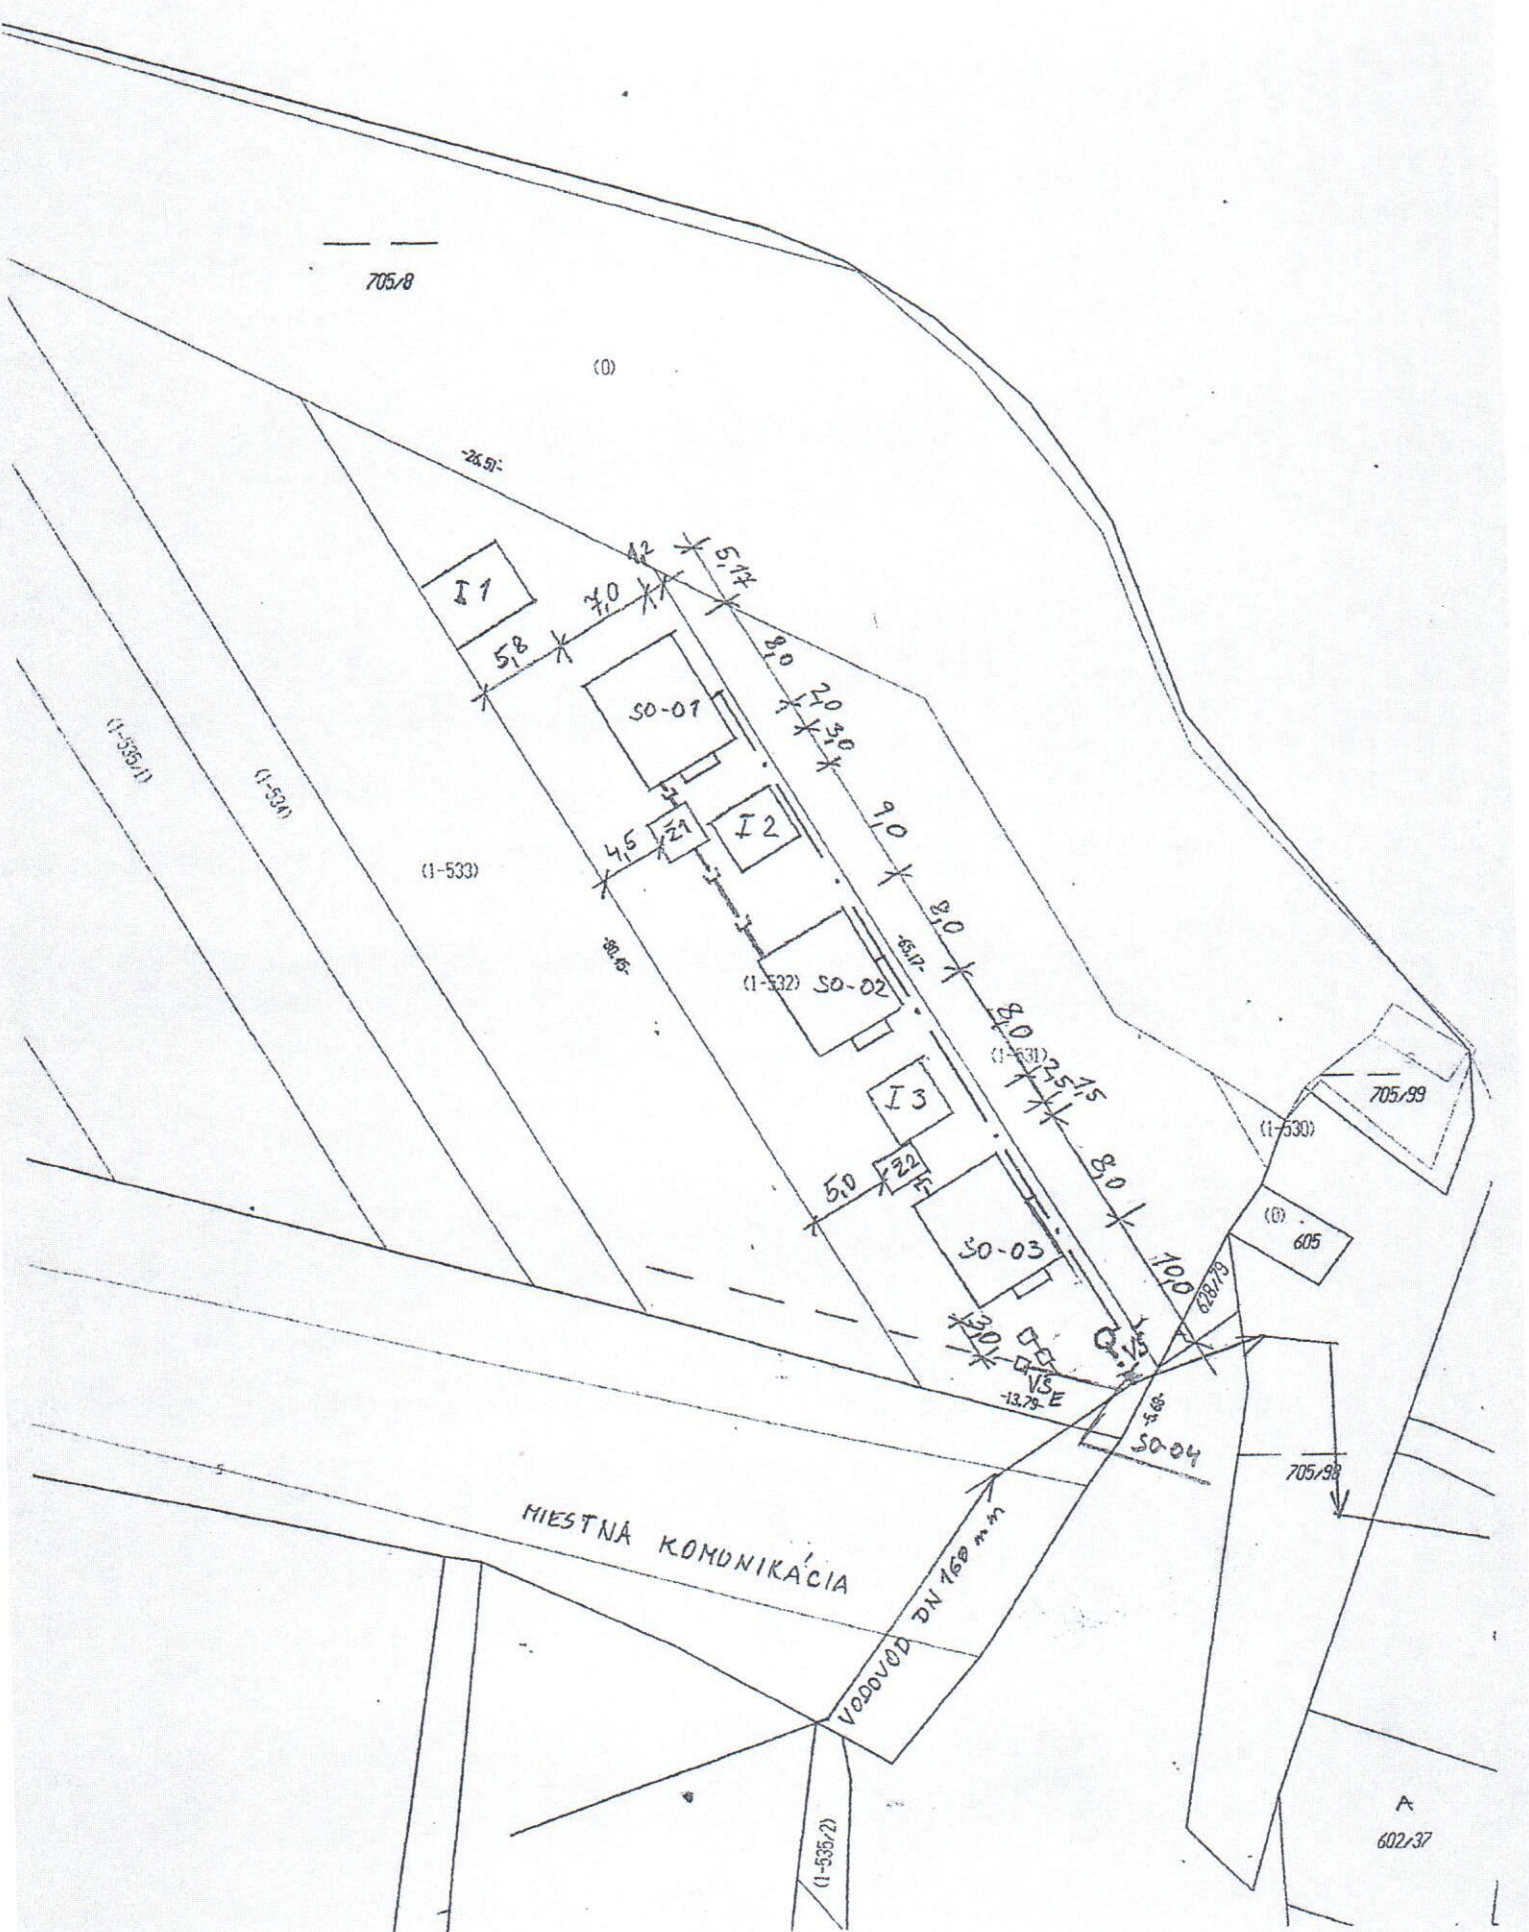 705/8
(0)
-26,51-
1,2
5,17
I 1
7,0
5,8
8,0
SO-01
2,0
3,0
(1-535/1)
(1-534)
Ž1
I 2
9,0
4,5
(1-533)
8,0
-80,45-
-65,17-
(1-532) SO-02
8,0
(1-531)
2,5
1,5
I 3
705/99
(1-530)
Ž2
8,0
5,0
(0)
605
SO-03
10,0
628/79
3,0
VŠ
VŠE
-13,79-
-5,68-
SO-04
705/98
s
MIESTNA KOMUNIKÁCIA
VODOVOD DN 160 mm
(1-535/2)
A
602/37